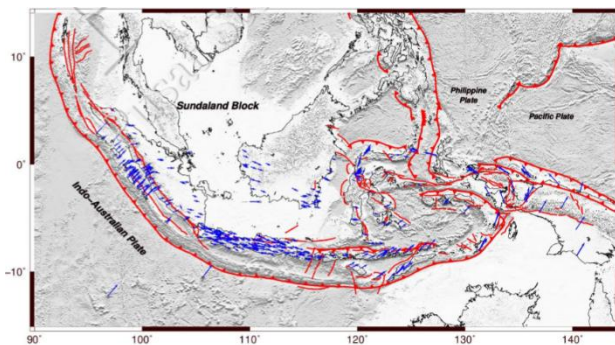 10°
Sundaland Block
Philippine
Plate
Pacific Plate
0°
Indo-Australian Plate
-10°
90° 100° 110° 120° 130° 140°